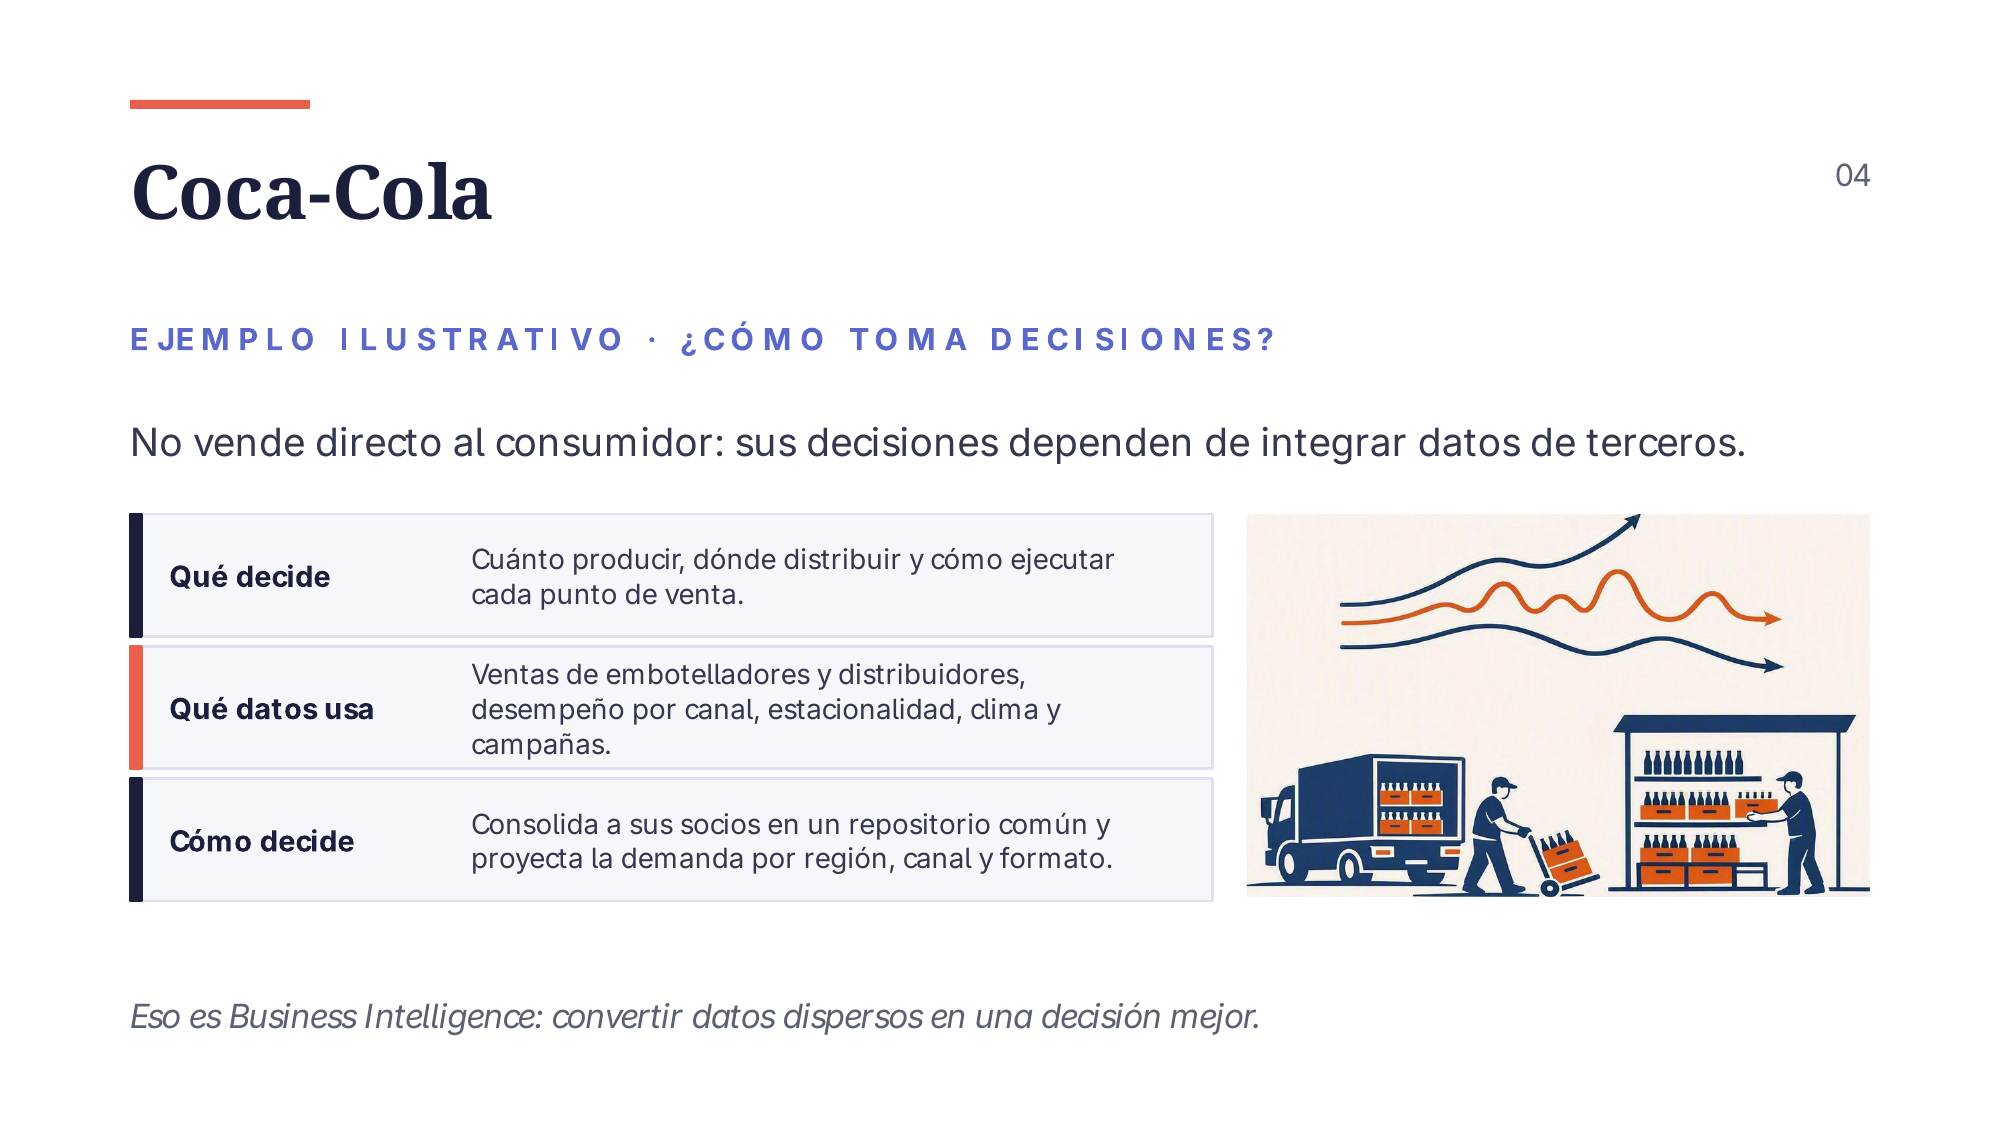 Coca-Cola
04
EJEMPLO ILUSTRATIVO · ¿CÓMO TOMA DECISIONES?
No vende directo al consumidor: sus decisiones dependen de integrar datos de terceros.
Qué decide
Cuánto producir, dónde distribuir y cómo ejecutar
cada punto de venta.
Qué datos usa
Ventas de embotelladores y distribuidores,
desempeño por canal, estacionalidad, clima y
campañas.
Cómo decide
Consolida a sus socios en un repositorio común y
proyecta la demanda por región, canal y formato.
Eso es Business Intelligence: convertir datos dispersos en una decisión mejor.